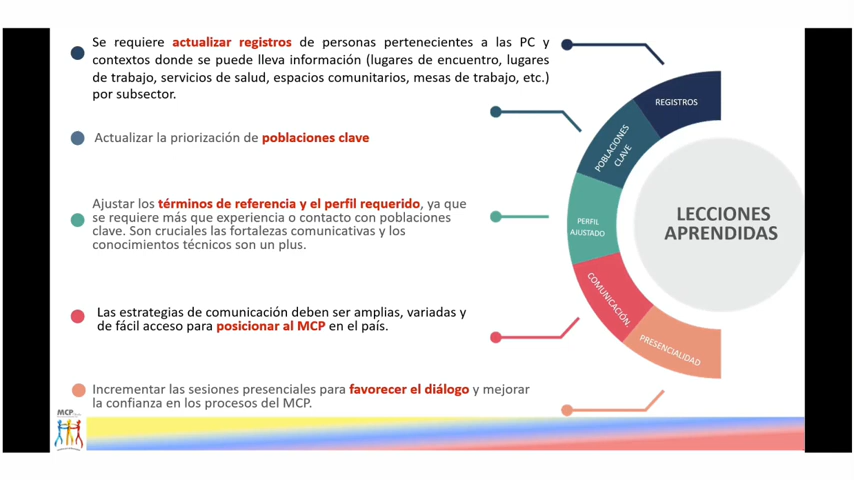 Se requiere actualizar registros de personas pertenecientes a las PC y
contextos donde se puede lleva información (lugares de encuentro, lugares
de trabajo, servicios de salud, espacios comunitarios, mesas de trabajo, etc.)
por subsector.
Actualizar la priorización de poblaciones clave
Ajustar los términos de referencia y el perfil requerido, ya que
se requiere más que experiencia o contacto con poblaciones
clave. Son cruciales las fortalezas comunicativas y los
conocimientos técnicos son un plus.
Las estrategias de comunicación deben ser amplias, variadas y
de fácil acceso para posicionar al MCP en el país.
Incrementar las sesiones presenciales para favorecer el diálogo y mejorar
la confianza en los procesos del MCP.
REGISTROS
POBLACIONES
CLAVE
PERFIL
AJUSTADO
COMUNICACIÓN.
PRESENCIALIDAD
LECCIONES
APRENDIDAS
MCP